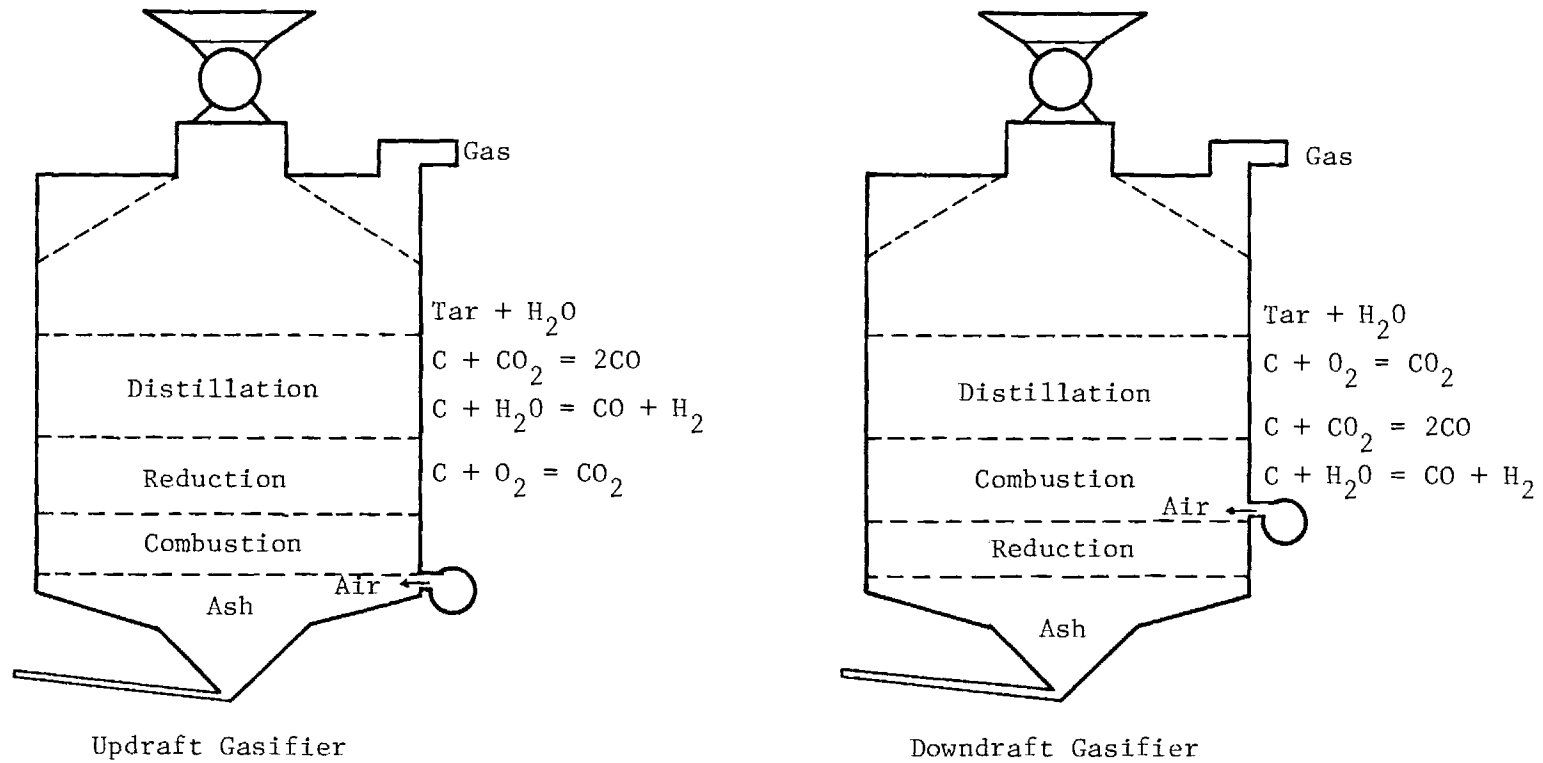 Gas
Tar + H₂O
C + CO₂ = 2CO
Distillation
C + H₂O = CO + H₂
Reduction
C + O₂ = CO₂
Combustion
Air
Ash
Updraft Gasifier
Gas
Tar + H₂O
C + O₂ = CO₂
Distillation
C + CO₂ = 2CO
Combustion
C + H₂O = CO + H₂
Air
Reduction
Ash
Downdraft Gasifier